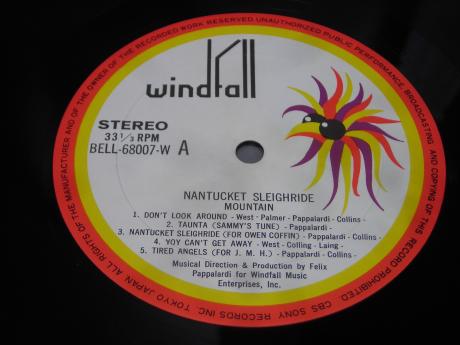 ALL RIGHTS OF THE MANUFACTURER AND OF THE OWNER OF THE RECORDED WORK RESERVED UNAUTHORIZED PUBLIC PERFORMANCE, BROADCASTING AND COPYING OF THIS RECORD PROHIBITED. CBS SONY RECORDS INC. TOKYO JAPAN
windfall
STEREO
33 1/3 RPM
BELL-68007-W A
NANTUCKET SLEIGHRIDE
MOUNTAIN
1. DON'T LOOK AROUND - West - Palmer - Pappalardi - Collins -
2. TAUNTA (SAMMY'S TUNE) - Pappalardi -
3. NANTUCKET SLEIGHRIDE (FOR OWEN COFFIN) - Pappalardi - Collins -
4. YOY CAN'T GET AWAY - West - Colling - Laing -
5. TIRED ANGELS (FOR J. M. H.) - Pappalardi - Collins -
Musical Direction & Production by Felix
Pappalardi for Windfall Music
Enterprises, Inc.